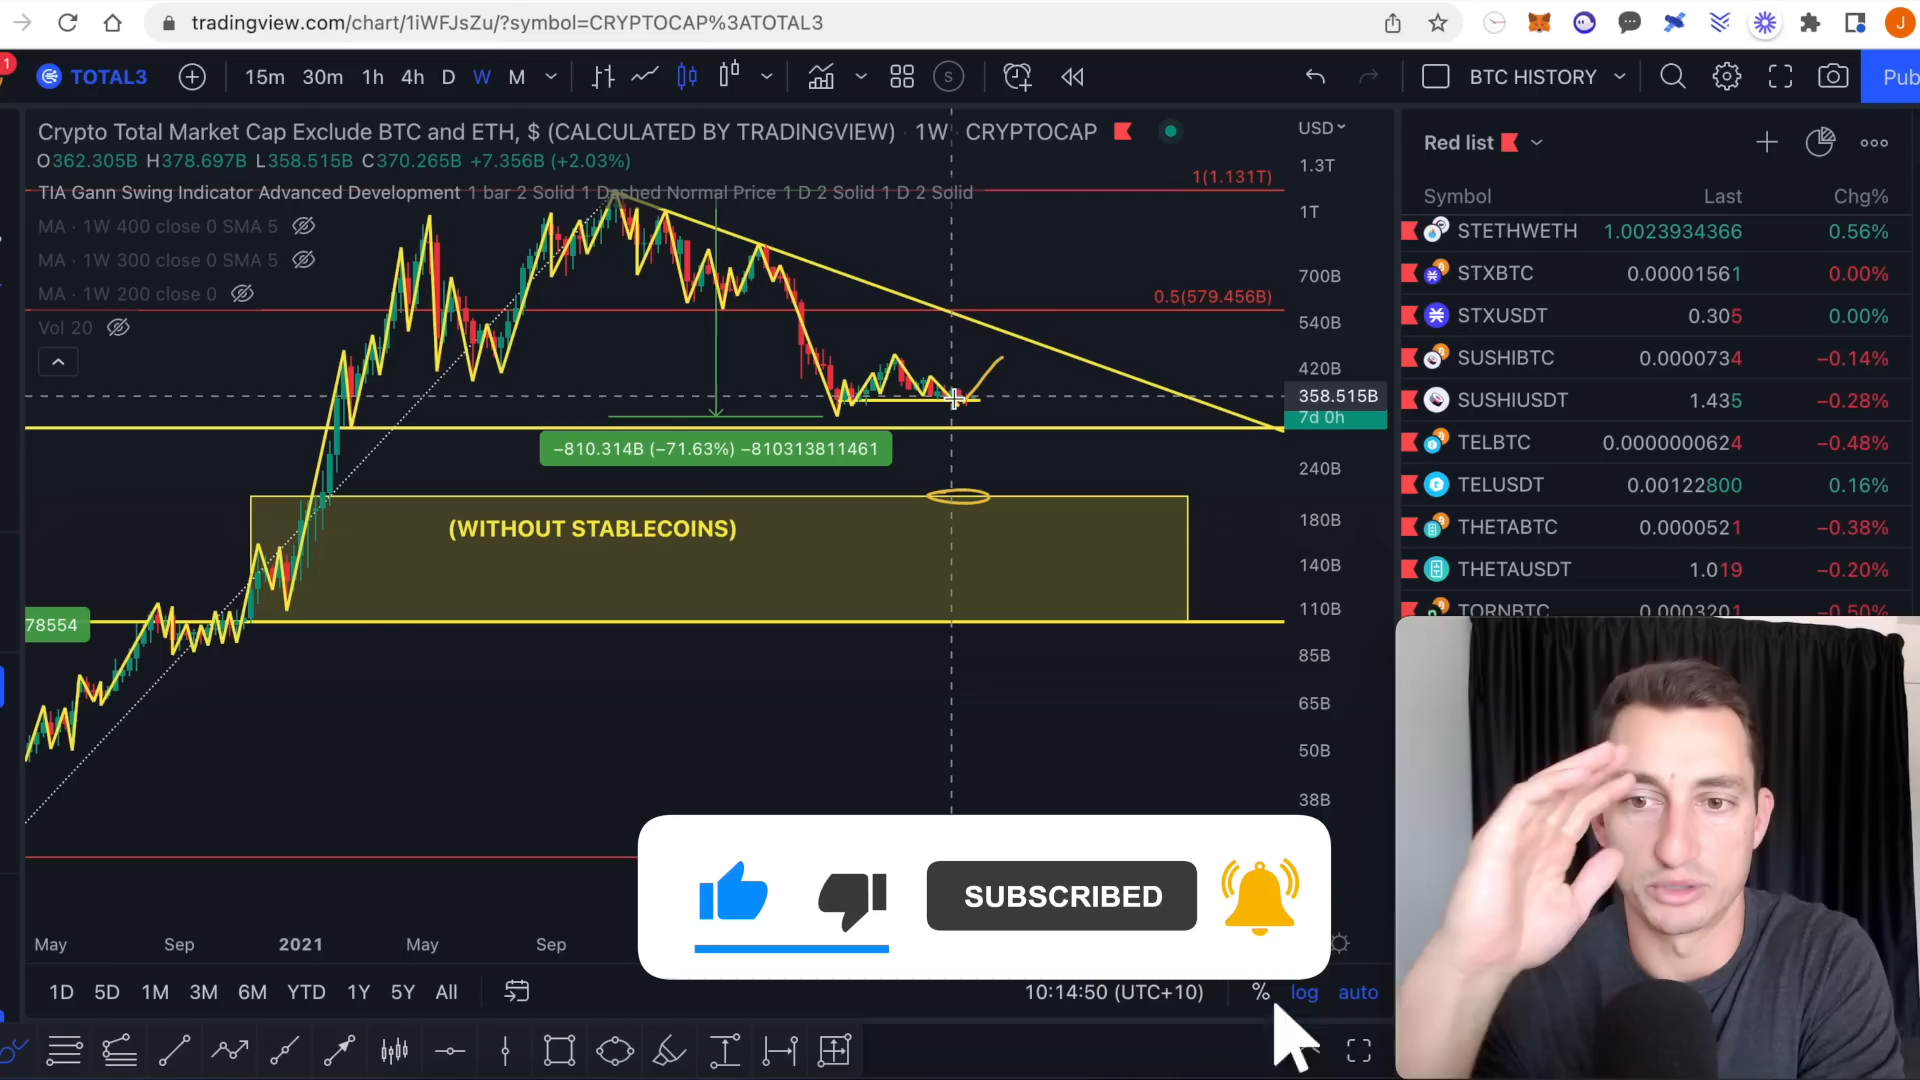 tradingview.com/chart/1iWFJsZu/?symbol=CRYPTOCAP%3ATOTAL3
J
1
TOTAL3
15m 30m 1h 4h D W M
S
BTC HISTORY
Pub
Crypto Total Market Cap Exclude BTC and ETH, $ (CALCULATED BY TRADINGVIEW) · 1W · CRYPTOCAP
O362.305B H378.697B L358.515B C370.265B +7.356B (+2.03%)
TIA Gann Swing Indicator Advanced Development 1 bar 2 Solid 1 Dashed Normal Price 1 D 2 Solid 1 D 2 Solid
MA · 1W 400 close 0 SMA 5
MA · 1W 300 close 0 SMA 5
MA · 1W 200 close 0
Vol 20
1(1.131T)
0.5(579.456B)
−810.314B (−71.63%) −810313811461
(WITHOUT STABLECOINS)
78554
USD
1.3T
1T
700B
540B
420B
358.515B
7d 0h
240B
180B
140B
110B
85B
65B
50B
38B
May Sep 2021 May Sep
1D 5D 1M 3M 6M YTD 1Y 5Y All
10:14:50 (UTC+10) % log auto
SUBSCRIBED
Red list
Symbol Last Chg%
STETHWETH 1.0023934366 0.56%
STXBTC 0.00001561 0.00%
STXUSDT 0.305 0.00%
SUSHIBTC 0.0000734 −0.14%
SUSHIUSDT 1.435 −0.28%
TELBTC 0.0000000624 −0.48%
TELUSDT 0.00122800 0.16%
THETABTC 0.0000521 −0.38%
THETAUSDT 1.019 −0.20%
TORNBTC 0.0003201 −0.50%